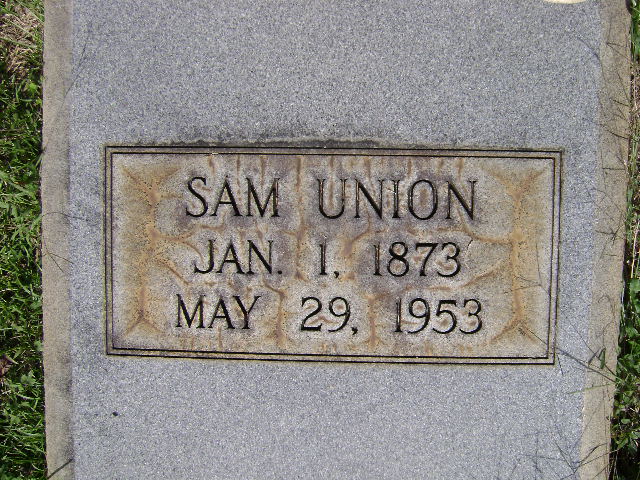 SAM UNION
JAN. 1, 1873
MAY 29, 1953